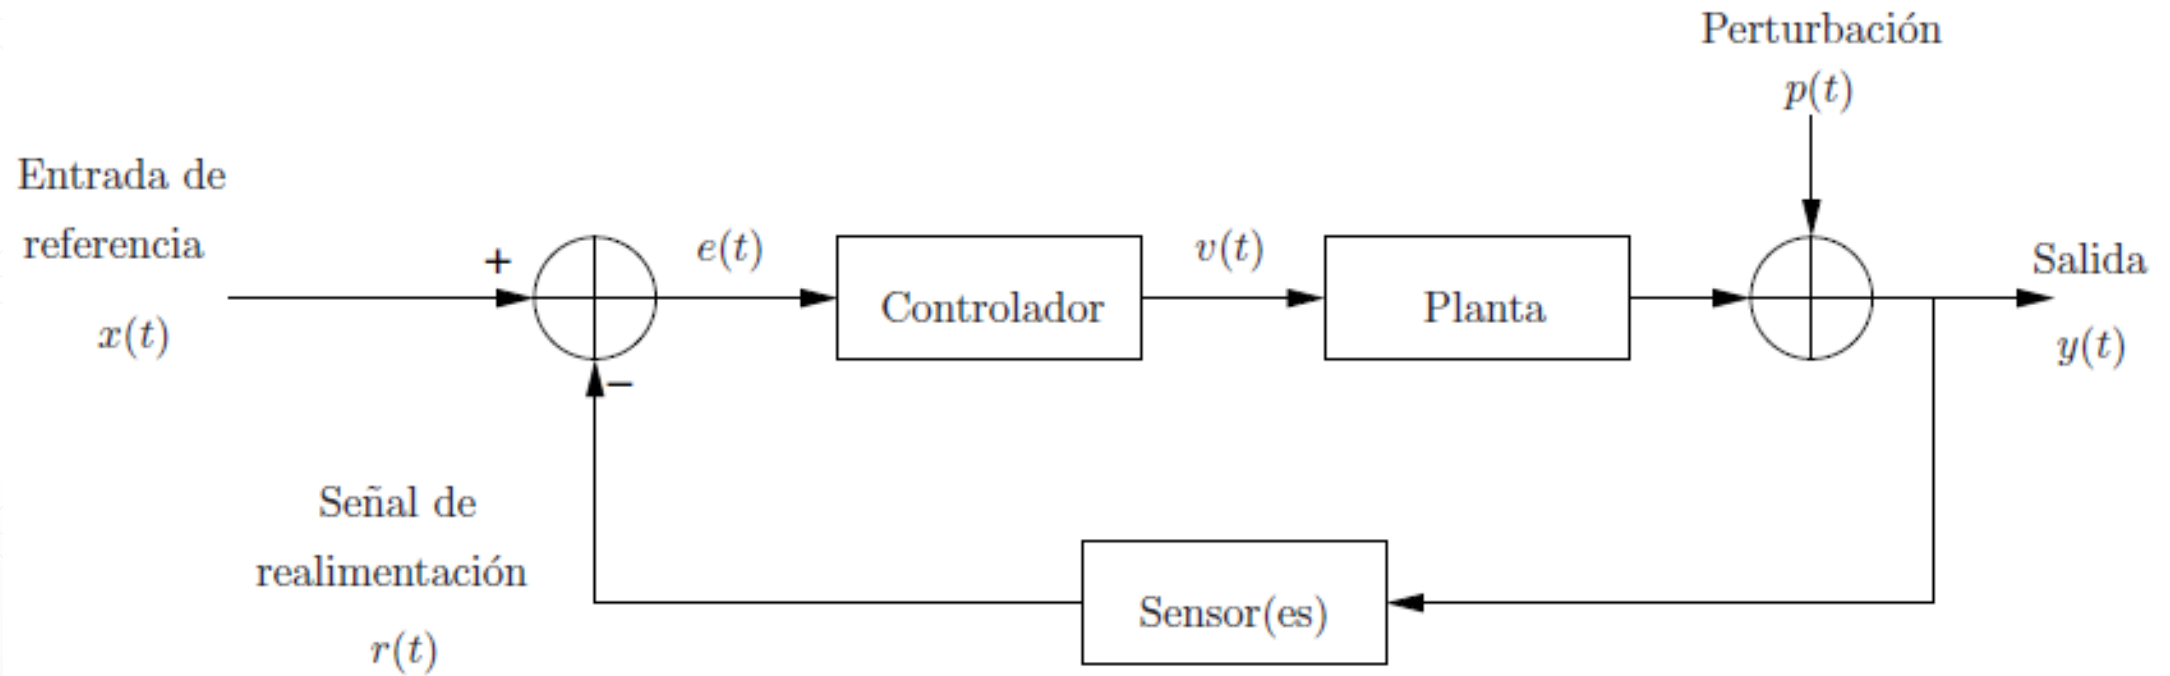 Perturbación
p(t)
Entrada de
referencia
x(t)
+
e(t)
Controlador
v(t)
Planta
Salida
y(t)
−
Señal de
realimentación
r(t)
Sensor(es)